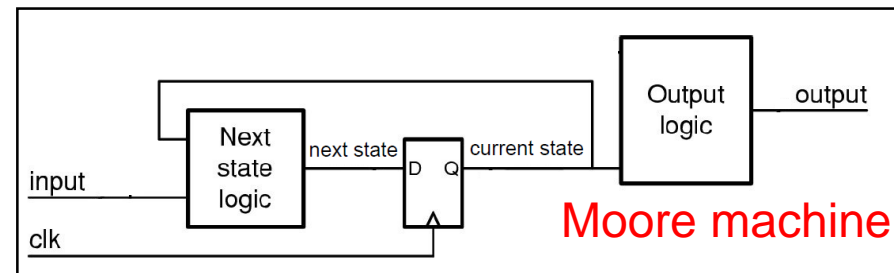 input
clk
Next
state
logic
next state
D Q
current state
Output
logic
output
Moore machine